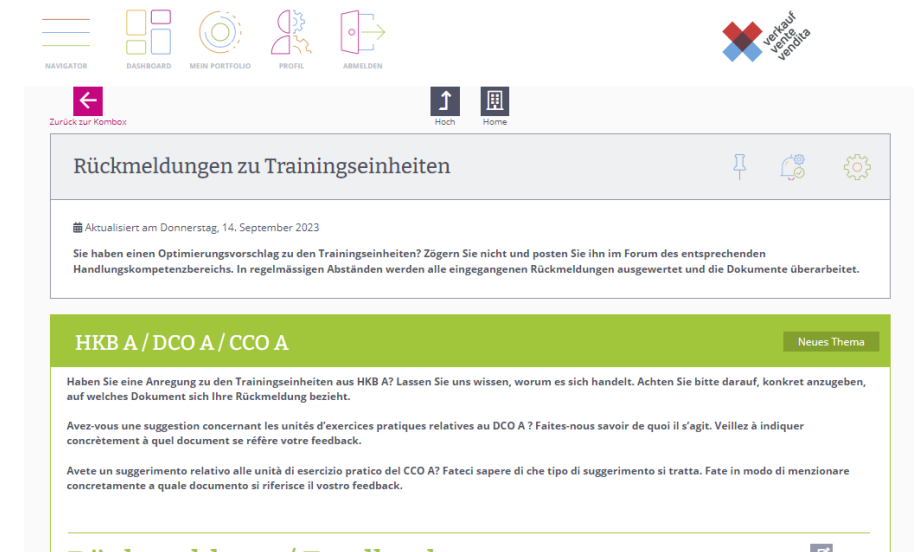 NAVIGATOR
DASHBOARD
MEIN PORTFOLIO
PROFIL
ABMELDEN
verkauf
vente
vendita
Zurück zur Kombox
Hoch
Home
Rückmeldungen zu Trainingseinheiten
Aktualisiert am Donnerstag, 14. September 2023
Sie haben einen Optimierungsvorschlag zu den Trainingseinheiten? Zögern Sie nicht und posten Sie ihn im Forum des entsprechenden
Handlungskompetenzbereichs. In regelmässigen Abständen werden alle eingegangenen Rückmeldungen ausgewertet und die Dokumente überarbeitet.
HKB A / DCO A / CCO A
Neues Thema
Haben Sie eine Anregung zu den Trainingseinheiten aus HKB A? Lassen Sie uns wissen, worum es sich handelt. Achten Sie bitte darauf, konkret anzugeben,
auf welches Dokument sich Ihre Rückmeldung bezieht.
Avez-vous une suggestion concernant les unités d'exercices pratiques relatives au DCO A ? Faites-nous savoir de quoi il s'agit. Veillez à indiquer
concrètement à quel document se réfère votre feedback.
Avete un suggerimento relativo alle unità di esercizio pratico del CCO A? Fateci sapere di che tipo di suggerimento si tratta. Fate in modo di menzionare
concretamente a quale documento si riferisce il vostro feedback.